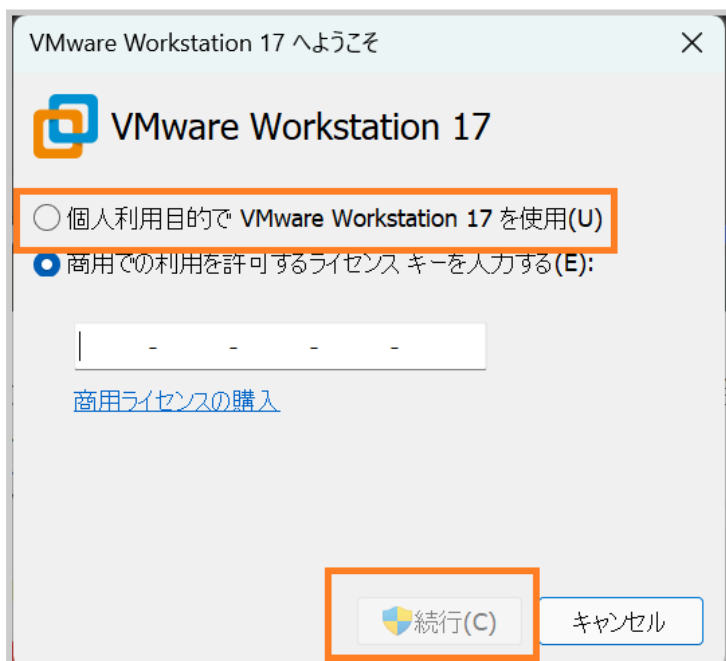 VMware Workstation 17 へようこそ
VMware Workstation 17
個人利用目的で VMware Workstation 17 を使用(U)
商用での利用を許可するライセンス キーを入力する(E):
- - - -
商用ライセンスの購入
続行(C)
キャンセル